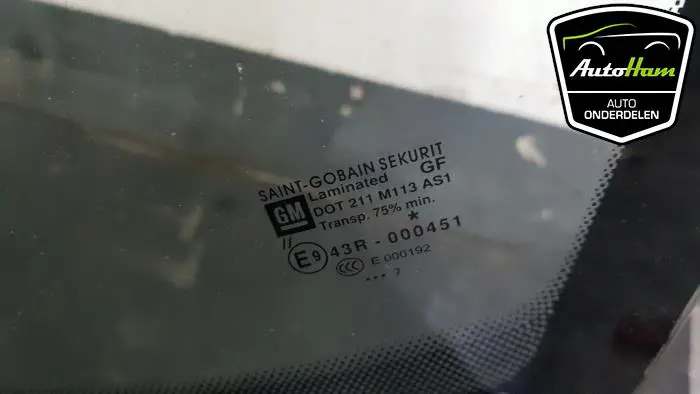 AutoHam
AUTO
ONDERDELEN
SAINT-GOBAIN SEKURIT
Laminated GF
GM
DOT 211 M113 AS1
Transp. 75% min.
*
II
E9 43R - 000451
CCC E 000192
... 7